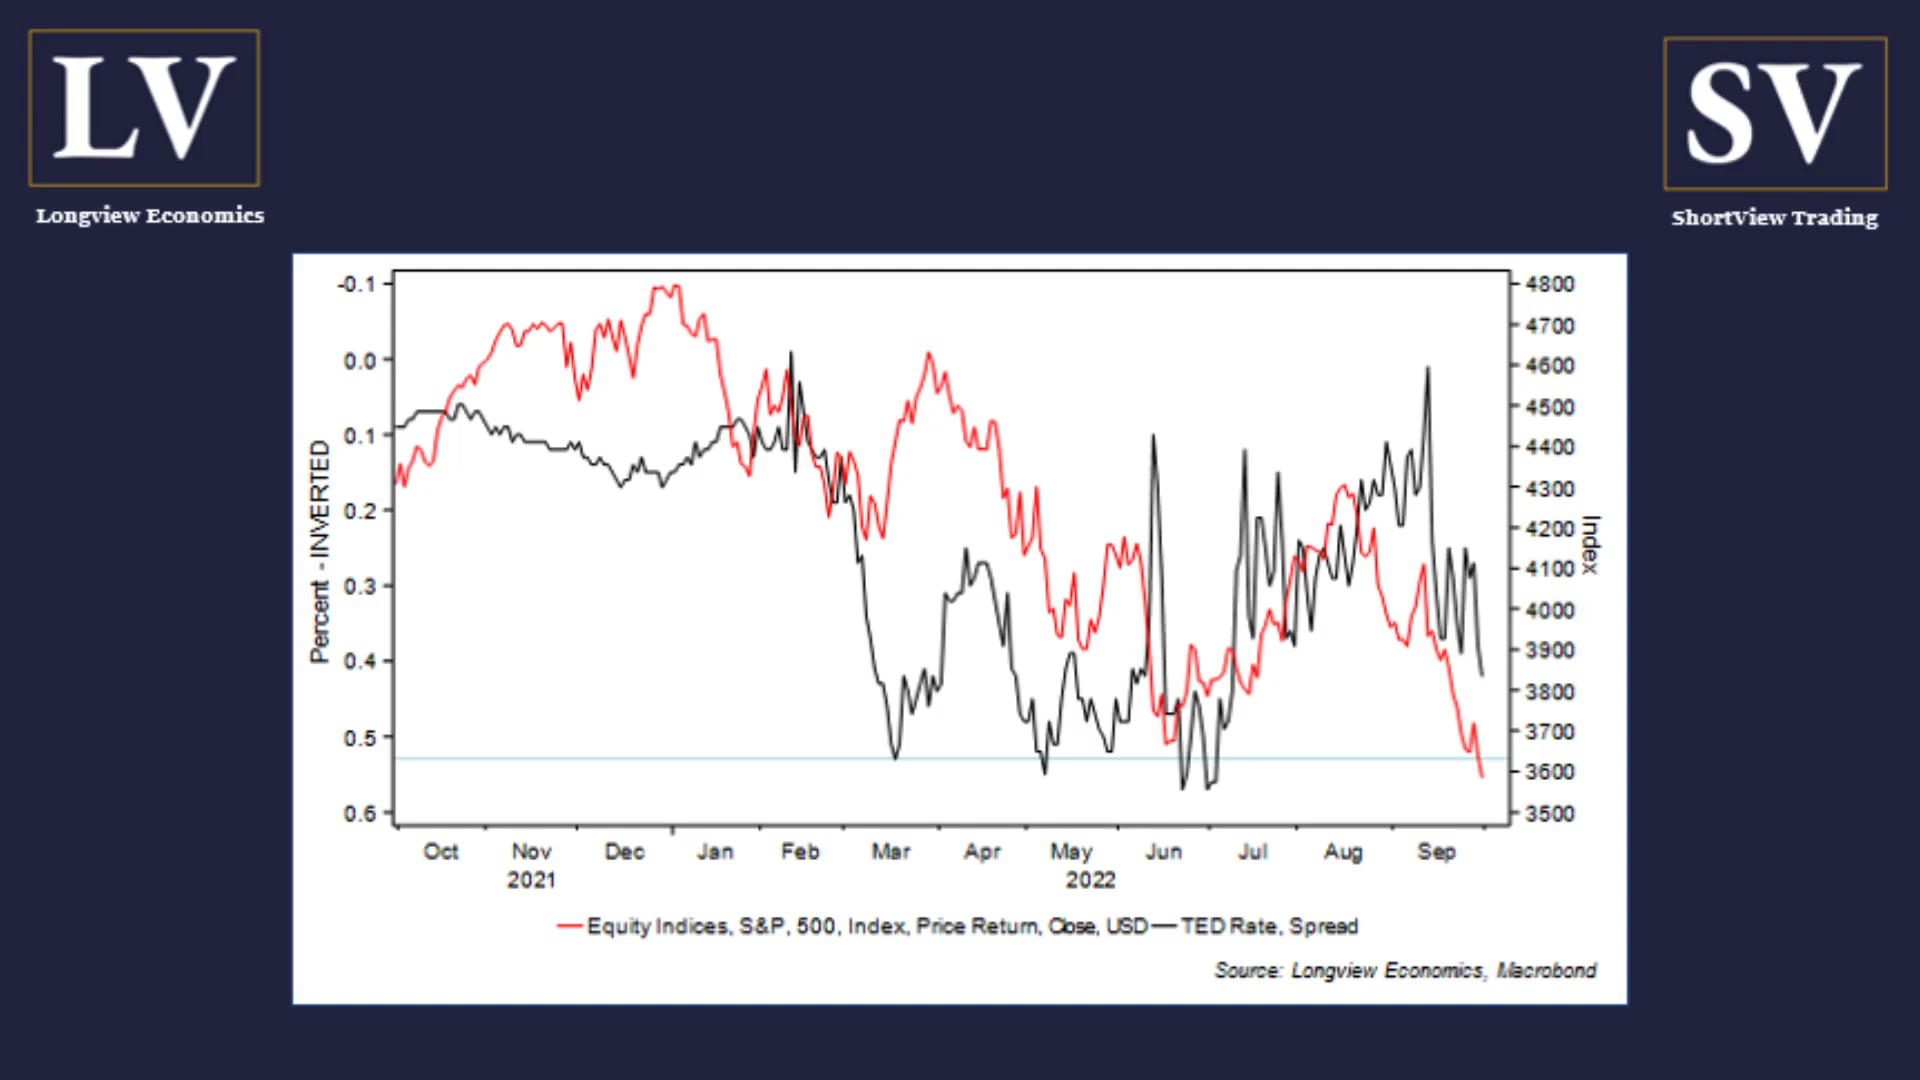 LV
Longview Economics
SV
ShortView Trading
-0.1
0.0
0.1
0.2
0.3
0.4
0.5
0.6
Percent - INVERTED
4800
4700
4600
4500
4400
4300
4200
4100
4000
3900
3800
3700
3600
3500
Index
Oct Nov Dec Jan Feb Mar Apr May Jun Jul Aug Sep
2021 2022
Equity Indices, S&P, 500, Index, Price Return, Close, USD TED Rate, Spread
Source: Longview Economics, Macrobond